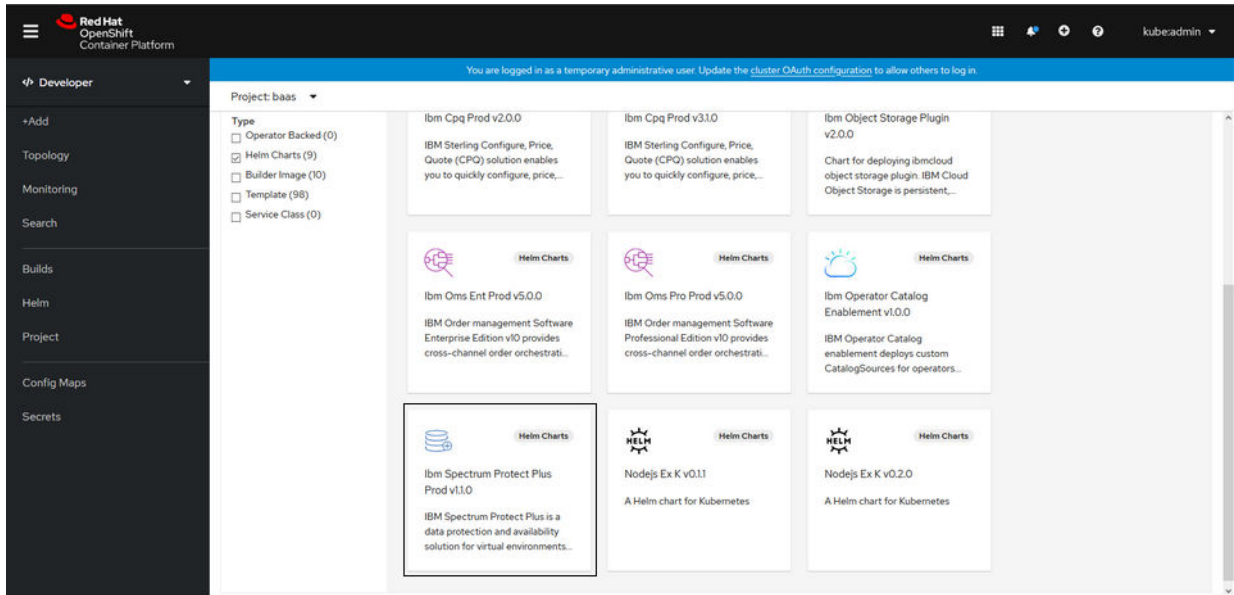 Red Hat
OpenShift
Container Platform
kube:admin
</> Developer
You are logged in as a temporary administrative user. Update the cluster OAuth configuration to allow others to log in.
Project: baas
+Add
Topology
Monitoring
Search
Builds
Helm
Project
Config Maps
Secrets
Type
Operator Backed (0)
Helm Charts (9)
Builder Image (10)
Template (98)
Service Class (0)
Ibm Cpq Prod v2.0.0
IBM Sterling Configure, Price,
Quote (CPQ) solution enables
you to quickly configure, price,...
Ibm Cpq Prod v3.1.0
IBM Sterling Configure, Price,
Quote (CPQ) solution enables
you to quickly configure, price,...
Ibm Object Storage Plugin
v2.0.0
Chart for deploying ibmcloud
object storage plugin. IBM Cloud
Object Storage is persistent,...
Helm Charts
Ibm Oms Ent Prod v5.0.0
IBM Order management Software
Enterprise Edition v10 provides
cross-channel order orchestrati...
Helm Charts
Ibm Oms Pro Prod v5.0.0
IBM Order management Software
Professional Edition v10 provides
cross-channel order orchestrati...
Helm Charts
Ibm Operator Catalog
Enablement v1.0.0
IBM Operator Catalog
enablement deploys custom
CatalogSources for operators...
Helm Charts
Ibm Spectrum Protect Plus
Prod v1.1.0
IBM Spectrum Protect Plus is a
data protection and availability
solution for virtual environments...
HELM
Helm Charts
Nodejs Ex K v0.1.1
A Helm chart for Kubernetes
HELM
Helm Charts
Nodejs Ex K v0.2.0
A Helm chart for Kubernetes